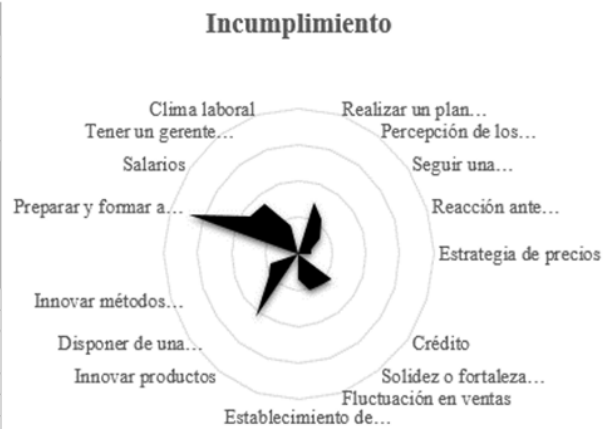 Incumplimiento
Clima laboral
Realizar un plan...
Tener un gerente...
Percepción de los...
Salarios
Seguir una...
Preparar y formar a...
Reacción ante...
Estrategia de precios
Innovar métodos...
Disponer de una...
Crédito
Innovar productos
Solidez o fortaleza...
Fluctuación en ventas
Establecimiento de...